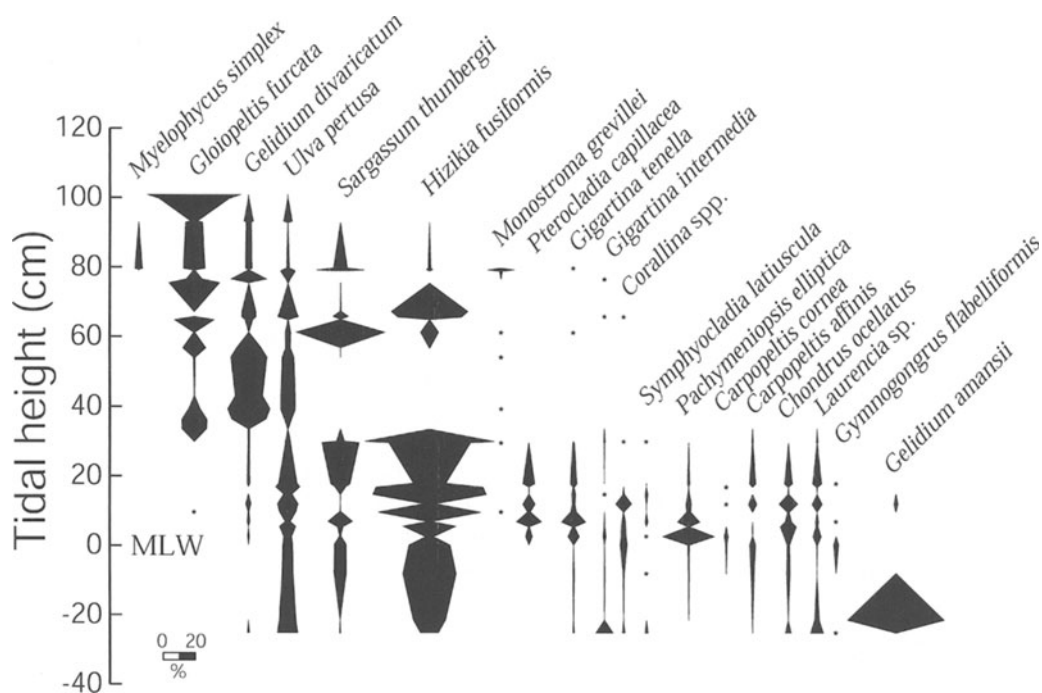 Myelophycus simplex
Gloiopeltis furcata
Gelidium divaricatum
Ulva pertusa
Sargassum thunbergii
Hizikia fusiformis
Monostroma grevillei
Pterocladia capillacea
Gigartina tenella
Gigartina intermedia
Corallina spp.
Symphyocladia latiuscula
Pachymeniopsis elliptica
Carpopeltis cornea
Carpopeltis affinis
Chondrus ocellatus
Laurencia sp.
Gymnogongrus flabelliformis
Gelidium amansii
Tidal height (cm)
120
100
80
60
40
20
0
-20
-40
MLW
0 20
%